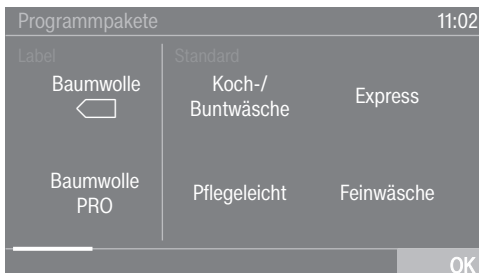 Programmpakete 11:02
Label Standard
Baumwolle
Koch-/
Buntwäsche
Express
Baumwolle
PRO
Pflegeleicht
Feinwäsche
OK